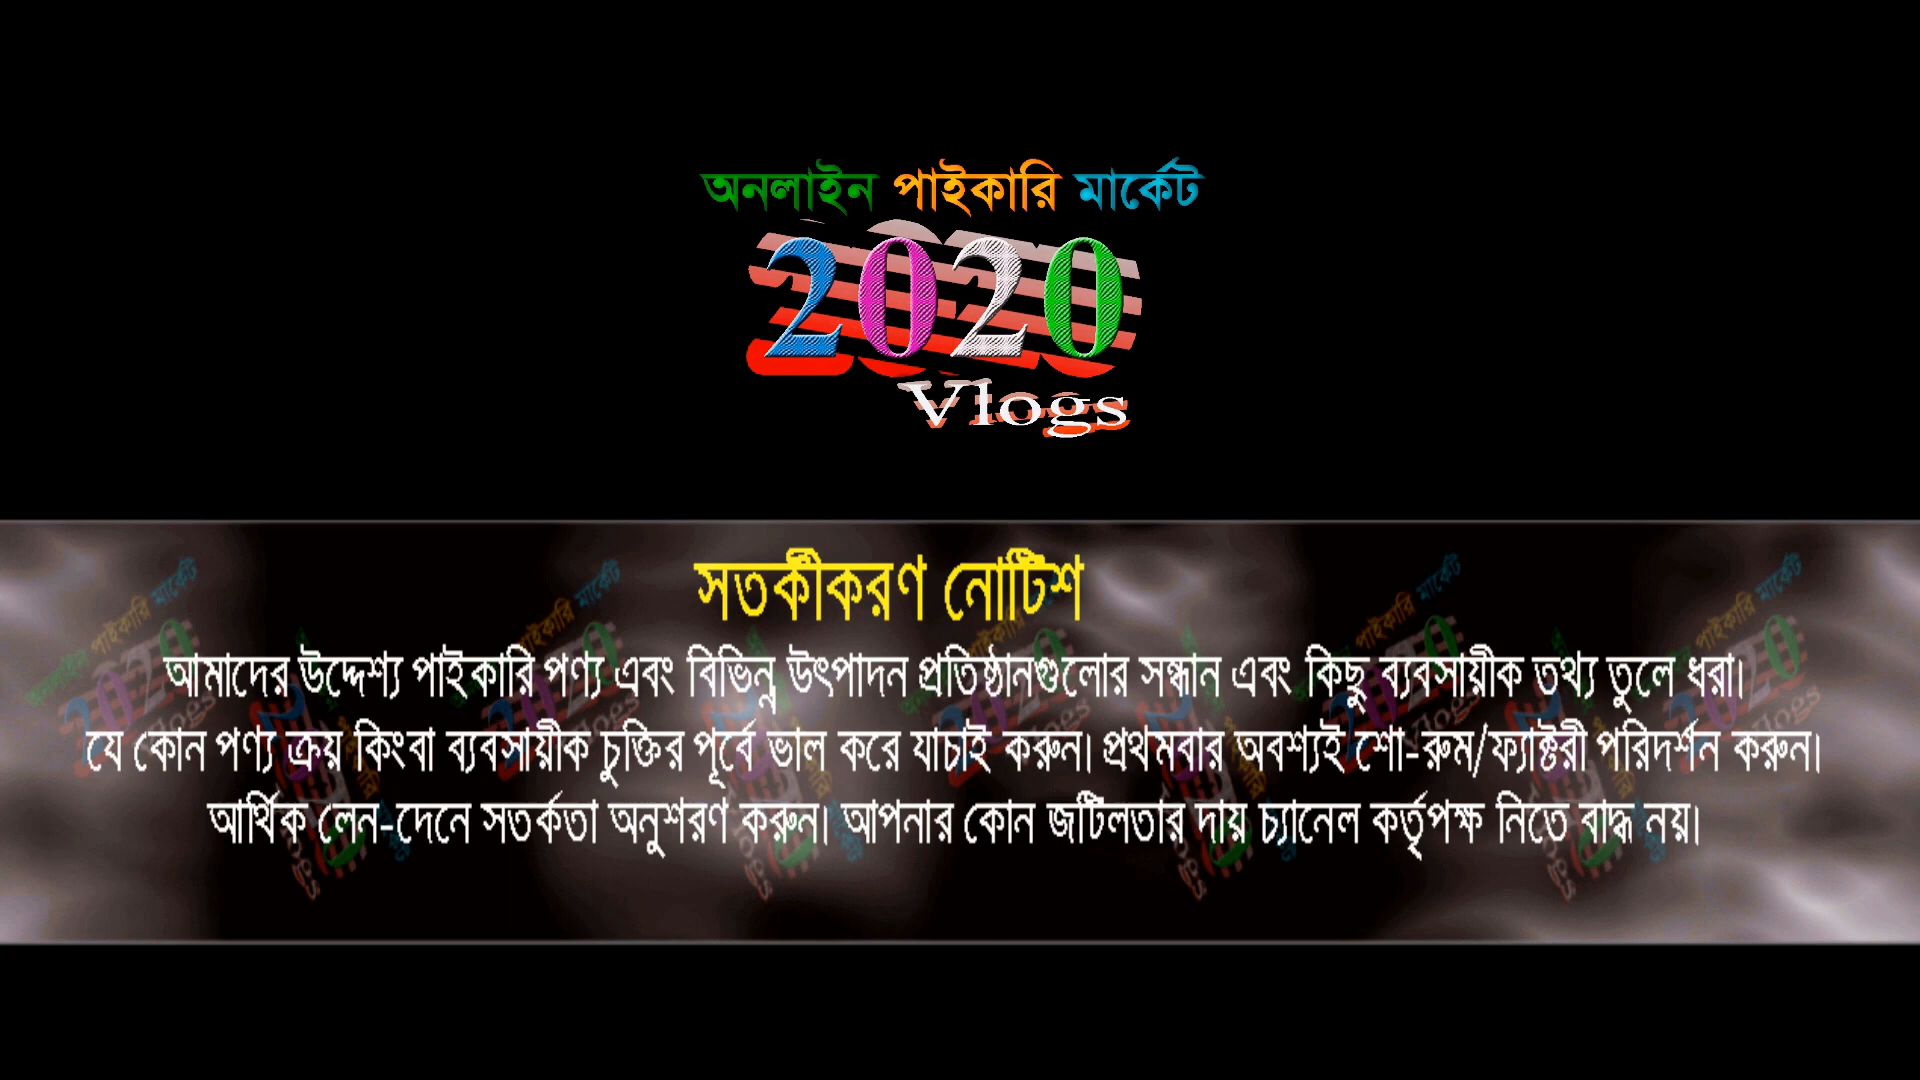 অনলাইন পাইকারি মার্কেট
2020
Vlogs
সতর্কীকরণ নোটিশ
আমাদের উদ্দেশ্য পাইকারি পণ্য এবং বিভিন্ন উৎপাদন প্রতিষ্ঠানগুলোর সন্ধান এবং কিছু ব্যবসায়ীক তথ্য তুলে ধরা।
যে কোন পণ্য ক্রয় কিংবা ব্যবসায়ীক চুক্তির পূর্বে ভাল করে যাচাই করুন। প্রথমবার অবশ্যই শো-রুম/ফ্যাক্টরী পরিদর্শন করুন।
আর্থিক লেন-দেনে সতর্কতা অনুশরণ করুন। আপনার কোন জটিলতার দায় চ্যানেল কর্তৃপক্ষ নিতে বাদ্ধ নয়।